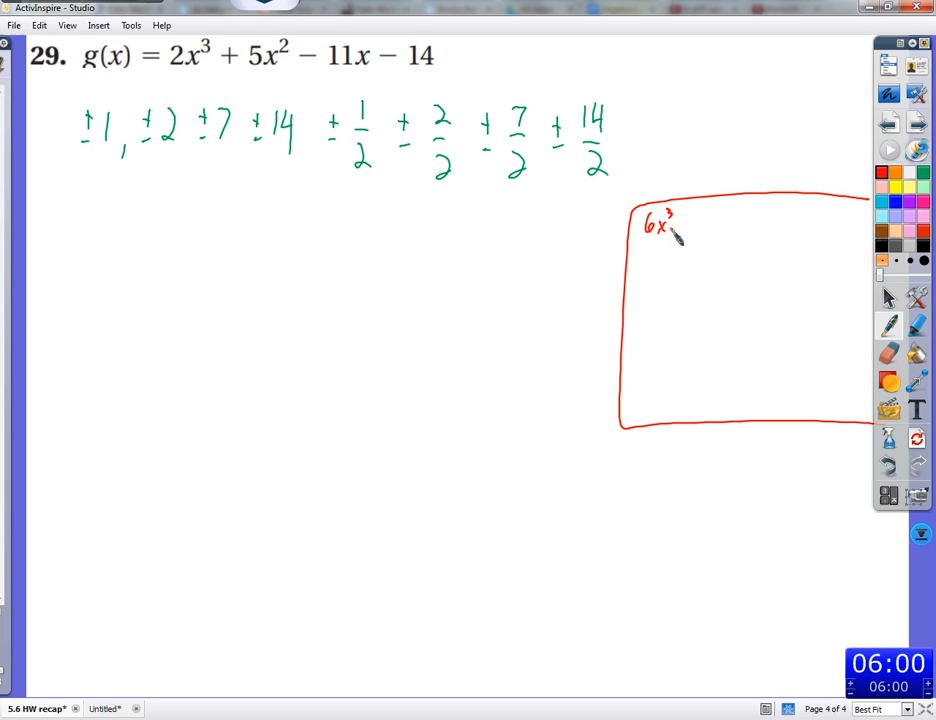 ActivInspire - Studio
File Edit View Insert Tools Help
29. g(x) = 2x³ + 5x² − 11x − 14
±1, ±2 ±7 ±14 ±1/2 ±2/2 ±7/2 ±14/2
6x³
06:00
06:00
5.6 HW recap* Untitled* Page 4 of 4 Best Fit